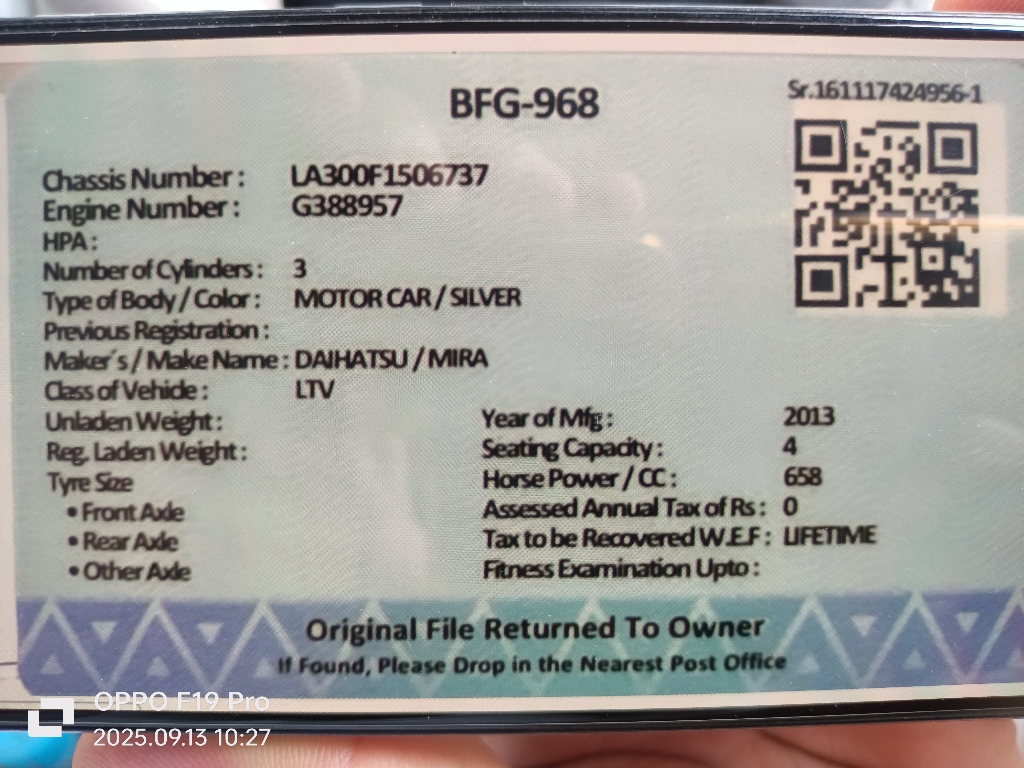 BFG-968
Sr.161117424956-1
Chassis Number : LA300F1506737
Engine Number : G388957
HPA :
Number of Cylinders : 3
Type of Body / Color : MOTOR CAR / SILVER
Previous Registration :
Maker´s / Make Name : DAIHATSU / MIRA
Class of Vehicle : LTV
Unladen Weight :
Reg. Laden Weight :
Tyre Size
• Front Axle
• Rear Axle
• Other Axle
Year of Mfg : 2013
Seating Capacity : 4
Horse Power / CC : 658
Assessed Annual Tax of Rs : 0
Tax to be Recovered W.E.F : LIFETIME
Fitness Examination Upto :
Original File Returned To Owner
If Found, Please Drop in the Nearest Post Office
OPPO F19 Pro
2025.09.13 10:27